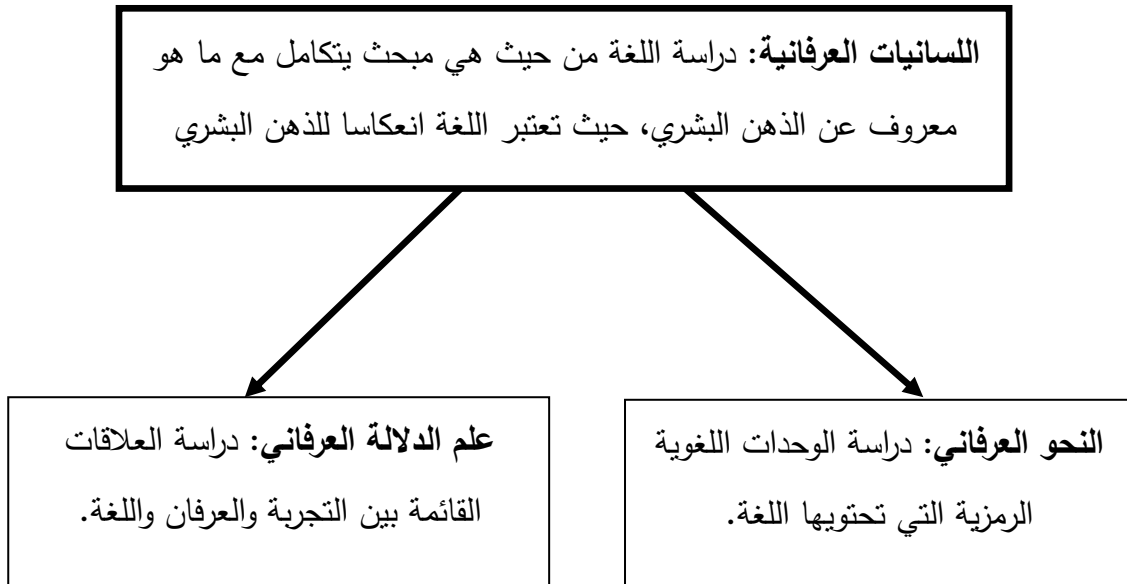 اللسانيات العرفانية: دراسة اللغة من حيث هي مبحث يتكامل مع ما هو
معروف عن الذهن البشري، حيث تعتبر اللغة انعكاسا للذهن البشري
النحو العرفاني: دراسة الوحدات اللغوية
الرمزية التي تحتويها اللغة.
علم الدلالة العرفاني: دراسة العلاقات
القائمة بين التجربة والعرفان واللغة.